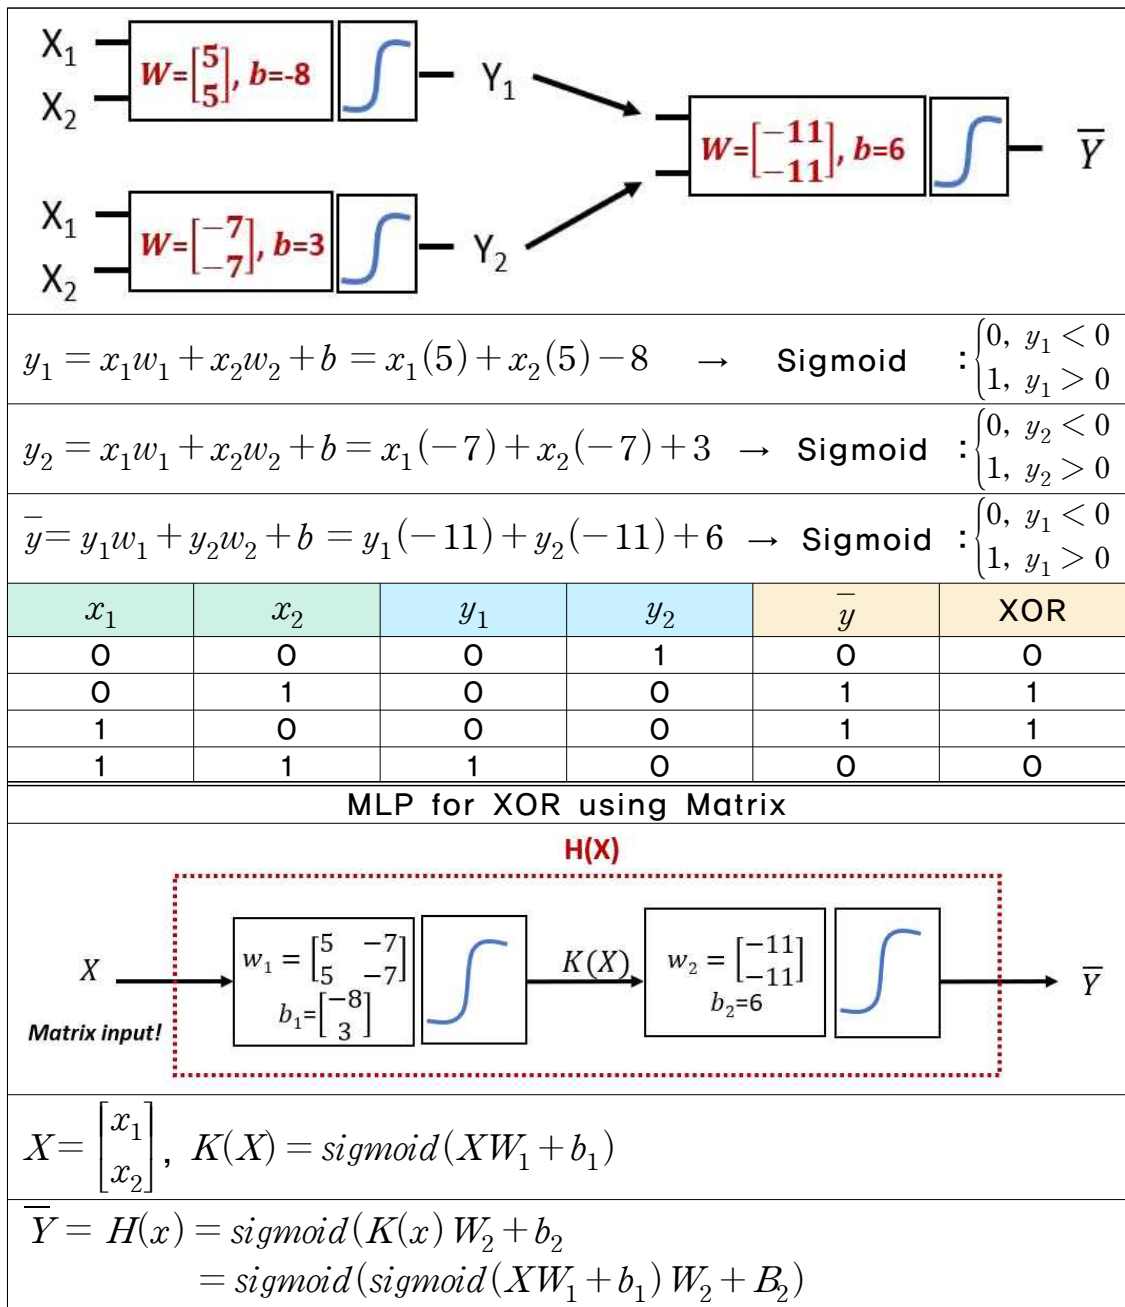 X₁
X₂
W=[5 5], b=-8
Y₁
X₁
X₂
W=[−7 −7], b=3
Y₂
W=[−11 −11], b=6
Y̅
y₁ = x₁w₁ + x₂w₂ + b = x₁(5) + x₂(5) − 8 → Sigmoid : {0, y₁ < 0
1, y₁ > 0
y₂ = x₁w₁ + x₂w₂ + b = x₁(−7) + x₂(−7) + 3 → Sigmoid : {0, y₂ < 0
1, y₂ > 0
y̅ = y₁w₁ + y₂w₂ + b = y₁(−11) + y₂(−11) + 6 → Sigmoid : {0, y₁ < 0
1, y₁ > 0
x₁ x₂ y₁ y₂ y̅ XOR
0 0 0 1 0 0
0 1 0 0 1 1
1 0 0 0 1 1
1 1 1 0 0 0
MLP for XOR using Matrix
H(X)
X
Matrix input!
w₁ = [5 −7
5 −7]
b₁=[−8
3]
K(X)
w₂ = [−11
−11]
b₂=6
Y̅
X = [x₁ x₂], K(X) = sigmoid(XW₁ + b₁)
Y̅ = H(x) = sigmoid(K(x) W₂ + b₂
= sigmoid(sigmoid(XW₁ + b₁) W₂ + B₂)